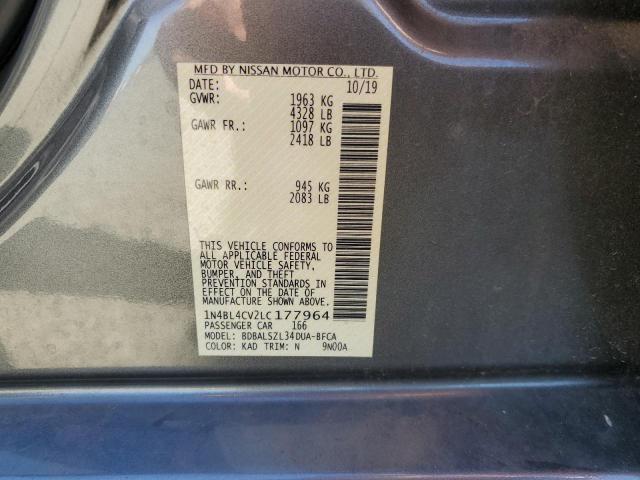 MFD BY NISSAN MOTOR CO., LTD.
DATE: 10/19
GVWR: 1963 KG
4328 LB
GAWR FR.: 1097 KG
2418 LB
GAWR RR.: 945 KG
2083 LB
THIS VEHICLE CONFORMS TO
ALL APPLICABLE FEDERAL
MOTOR VEHICLE SAFETY,
BUMPER, AND THEFT
PREVENTION STANDARDS IN
EFFECT ON THE DATE OF
MANUFACTURE SHOWN ABOVE.
1N4BL4CV2LC177964
PASSENGER CAR 166
MODEL: BDBALSZL34DUA-BFCA
COLOR: KAD TRIM: N 9N00A